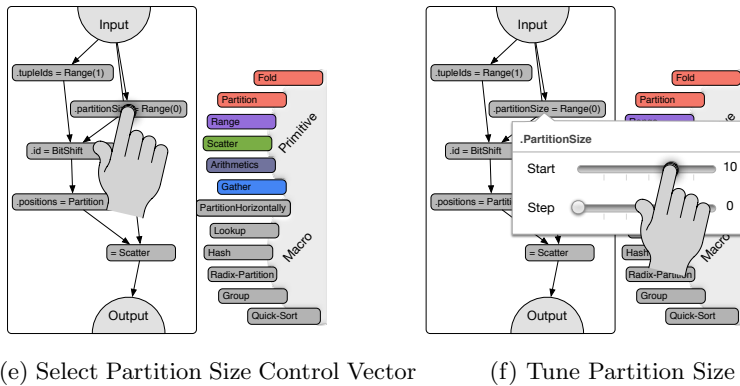 Input
.tupleIds = Range(1)
.partitionSiz = Range(0)
.id = BitShift
.positions = Partition
= Scatter
Output
Fold
Partition
Range
Scatter
Arithmetics
Gather
Primitive
PartitionHorizontally
Lookup
Hash
Radix-Partition
Group
Quick-Sort
Macro
(e) Select Partition Size Control Vector
Input
.tupleIds = Range(1)
.partitionSize = Range(0)
.id = BitShift
.positions = Partiti
= Scatter
Output
Fold
Partition
.PartitionSize
Start 10
Step 0
Hash
Radix-Partition
Group
Quick-Sort
Macro
(f) Tune Partition Size